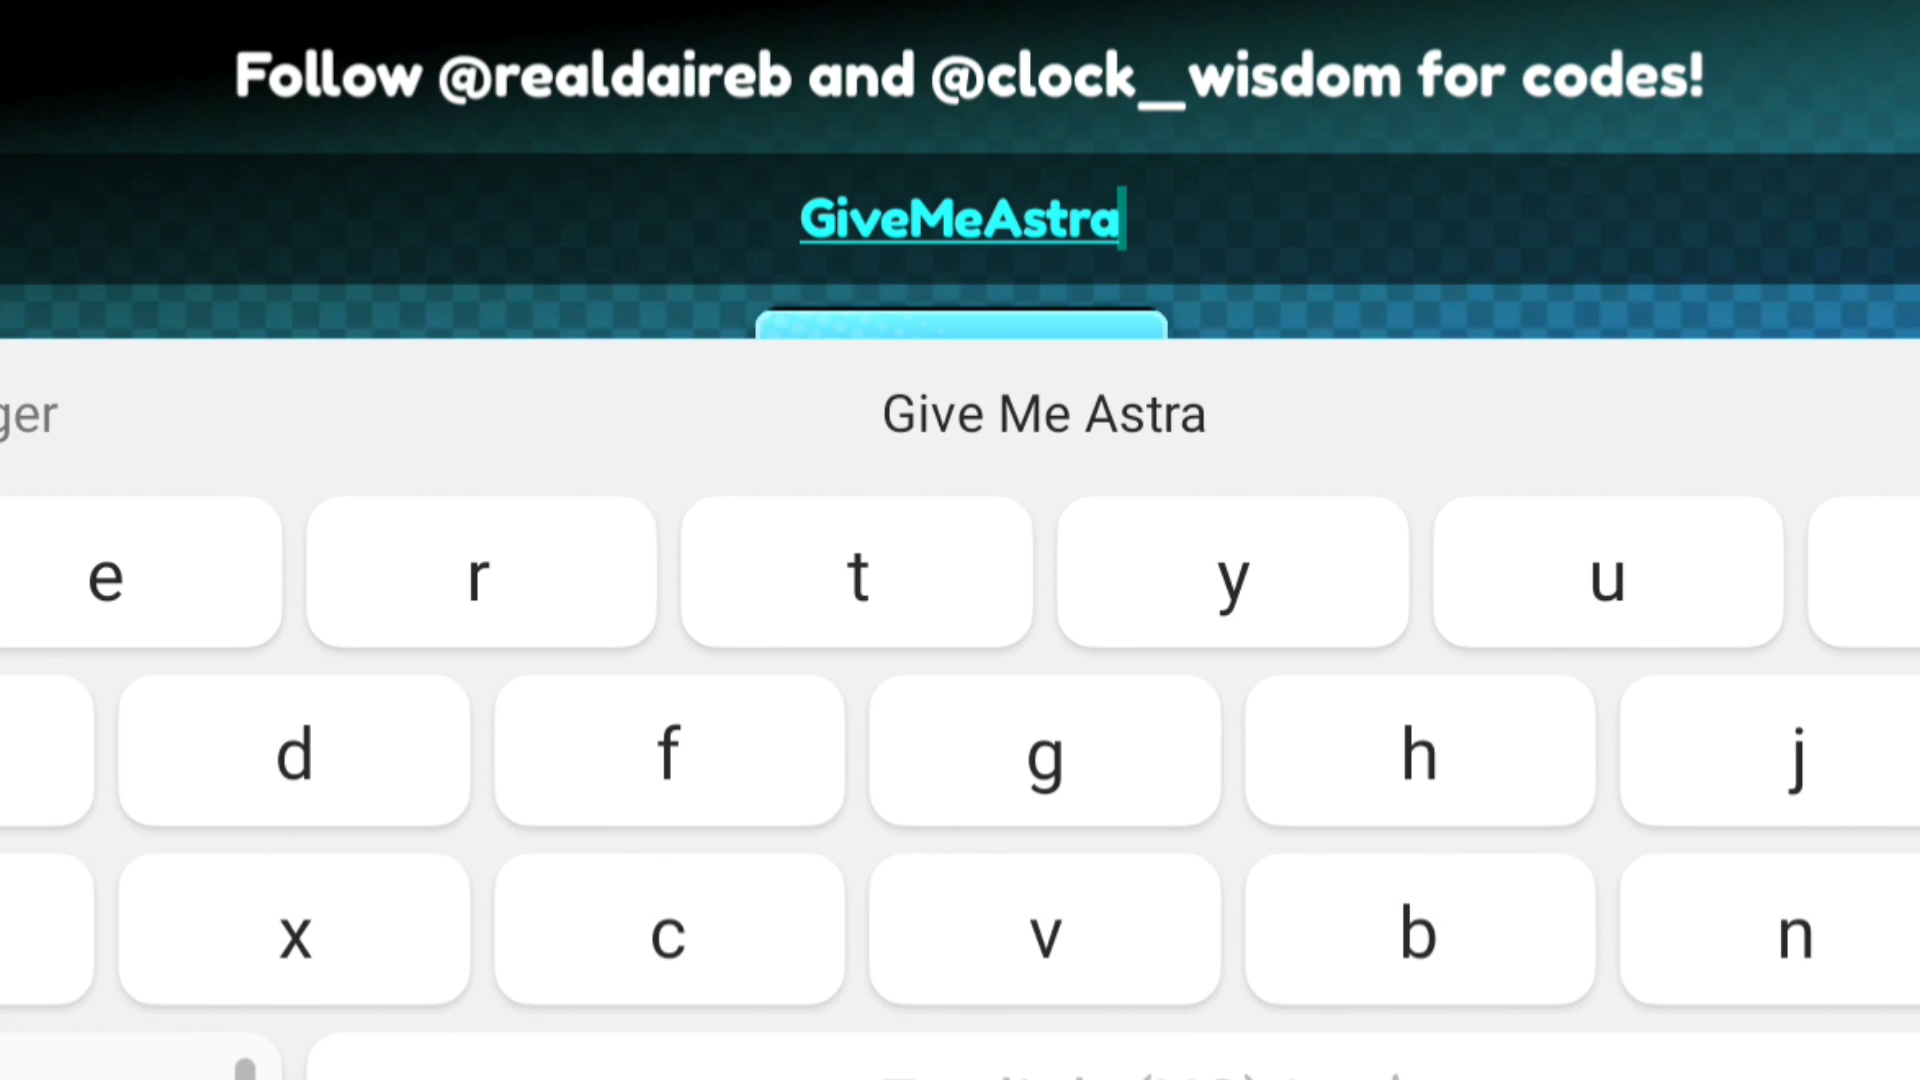 Follow @realdaireb and @clock_wisdom for codes!
GiveMeAstra
ger
Give Me Astra
e r t y u
d f g h j
x c v b n